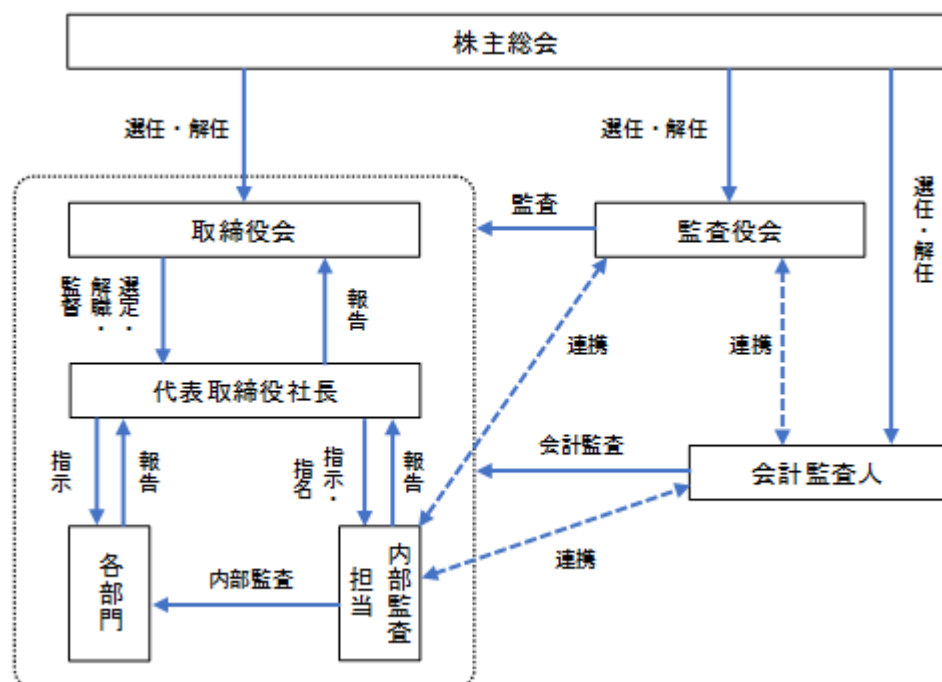 株主総会
選任・解任
選任・解任
選任・解任
取締役会
監査
監査役会
選定・
解職・
監督
報告
連携
連携
代表取締役社長
指示
報告
指示・
指名
報告
会計監査
会計監査人
各部門
内部監査
内部監査
担当
連携